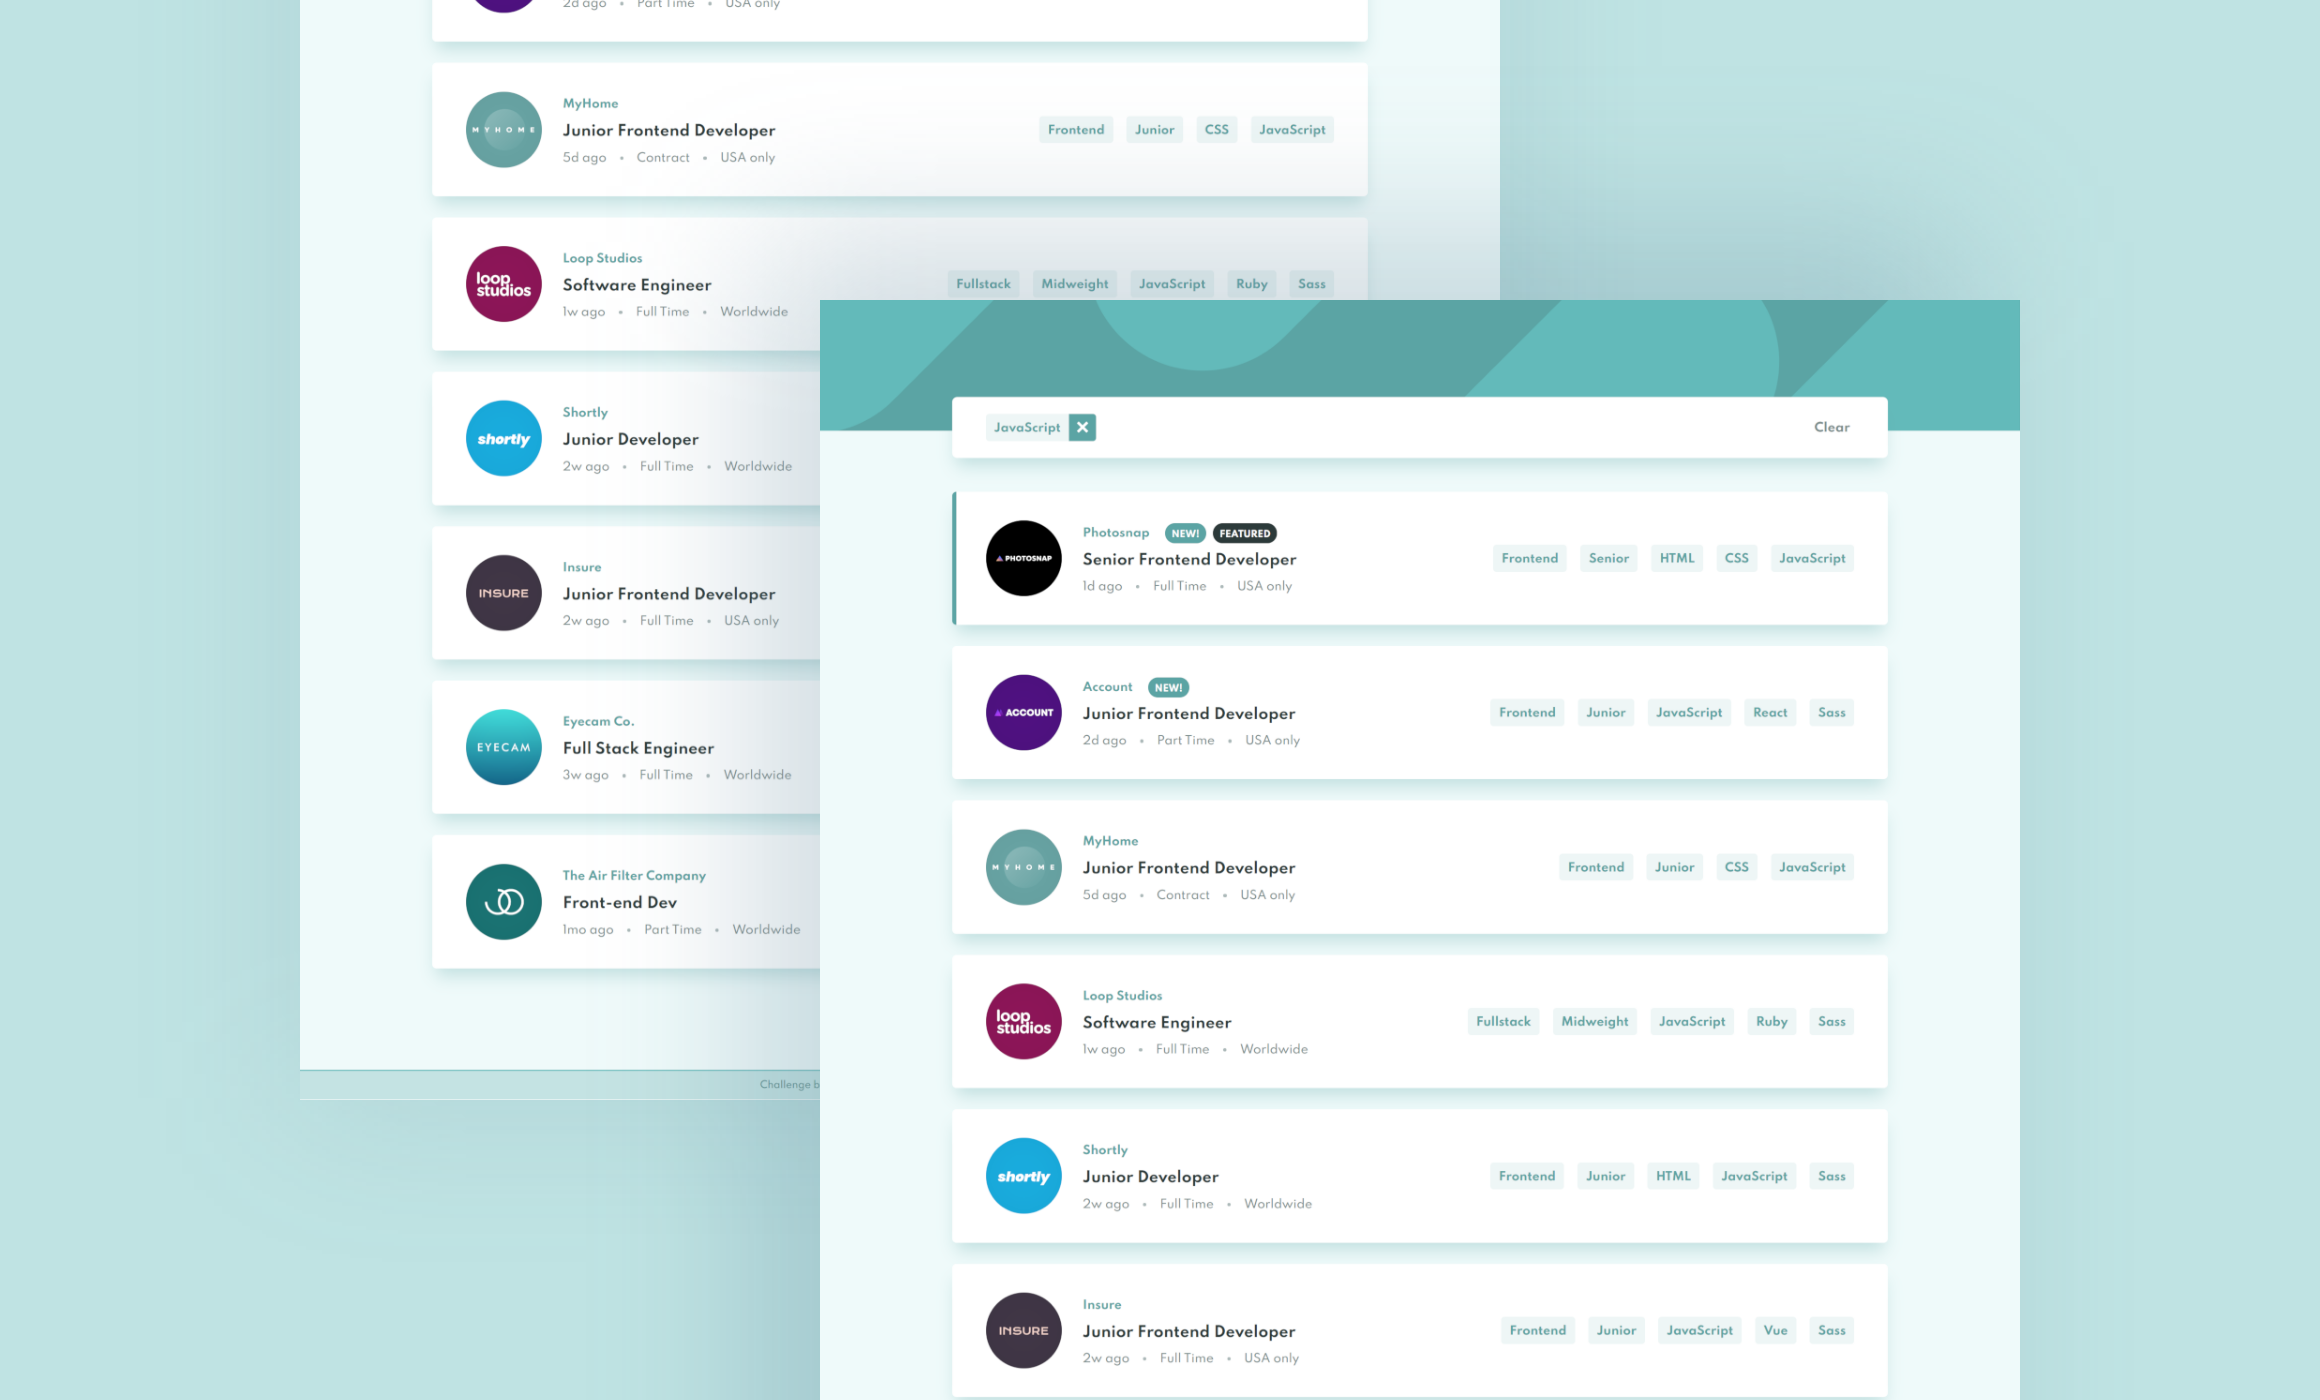 2d ago • Part Time • USA only
MYHOME
MyHome
Junior Frontend Developer
5d ago • Contract • USA only
Frontend Junior CSS JavaScript
loop
studios
Loop Studios
Software Engineer
1w ago • Full Time • Worldwide
Fullstack Midweight JavaScript Ruby Sass
shortly
Shortly
Junior Developer
2w ago • Full Time • Worldwide
INSURE
Insure
Junior Frontend Developer
2w ago • Full Time • USA only
EYECAM
Eyecam Co.
Full Stack Engineer
3w ago • Full Time • Worldwide
The Air Filter Company
Front-end Dev
1mo ago • Part Time • Worldwide
Challenge b
JavaScript
Clear
PHOTOSNAP
Photosnap NEW! FEATURED
Senior Frontend Developer
1d ago • Full Time • USA only
Frontend Senior HTML CSS JavaScript
ACCOUNT
Account NEW!
Junior Frontend Developer
2d ago • Part Time • USA only
Frontend Junior JavaScript React Sass
MYHOME
MyHome
Junior Frontend Developer
5d ago • Contract • USA only
Frontend Junior CSS JavaScript
loop
studios
Loop Studios
Software Engineer
1w ago • Full Time • Worldwide
Fullstack Midweight JavaScript Ruby Sass
shortly
Shortly
Junior Developer
2w ago • Full Time • Worldwide
Frontend Junior HTML JavaScript Sass
INSURE
Insure
Junior Frontend Developer
2w ago • Full Time • USA only
Frontend Junior JavaScript Vue Sass